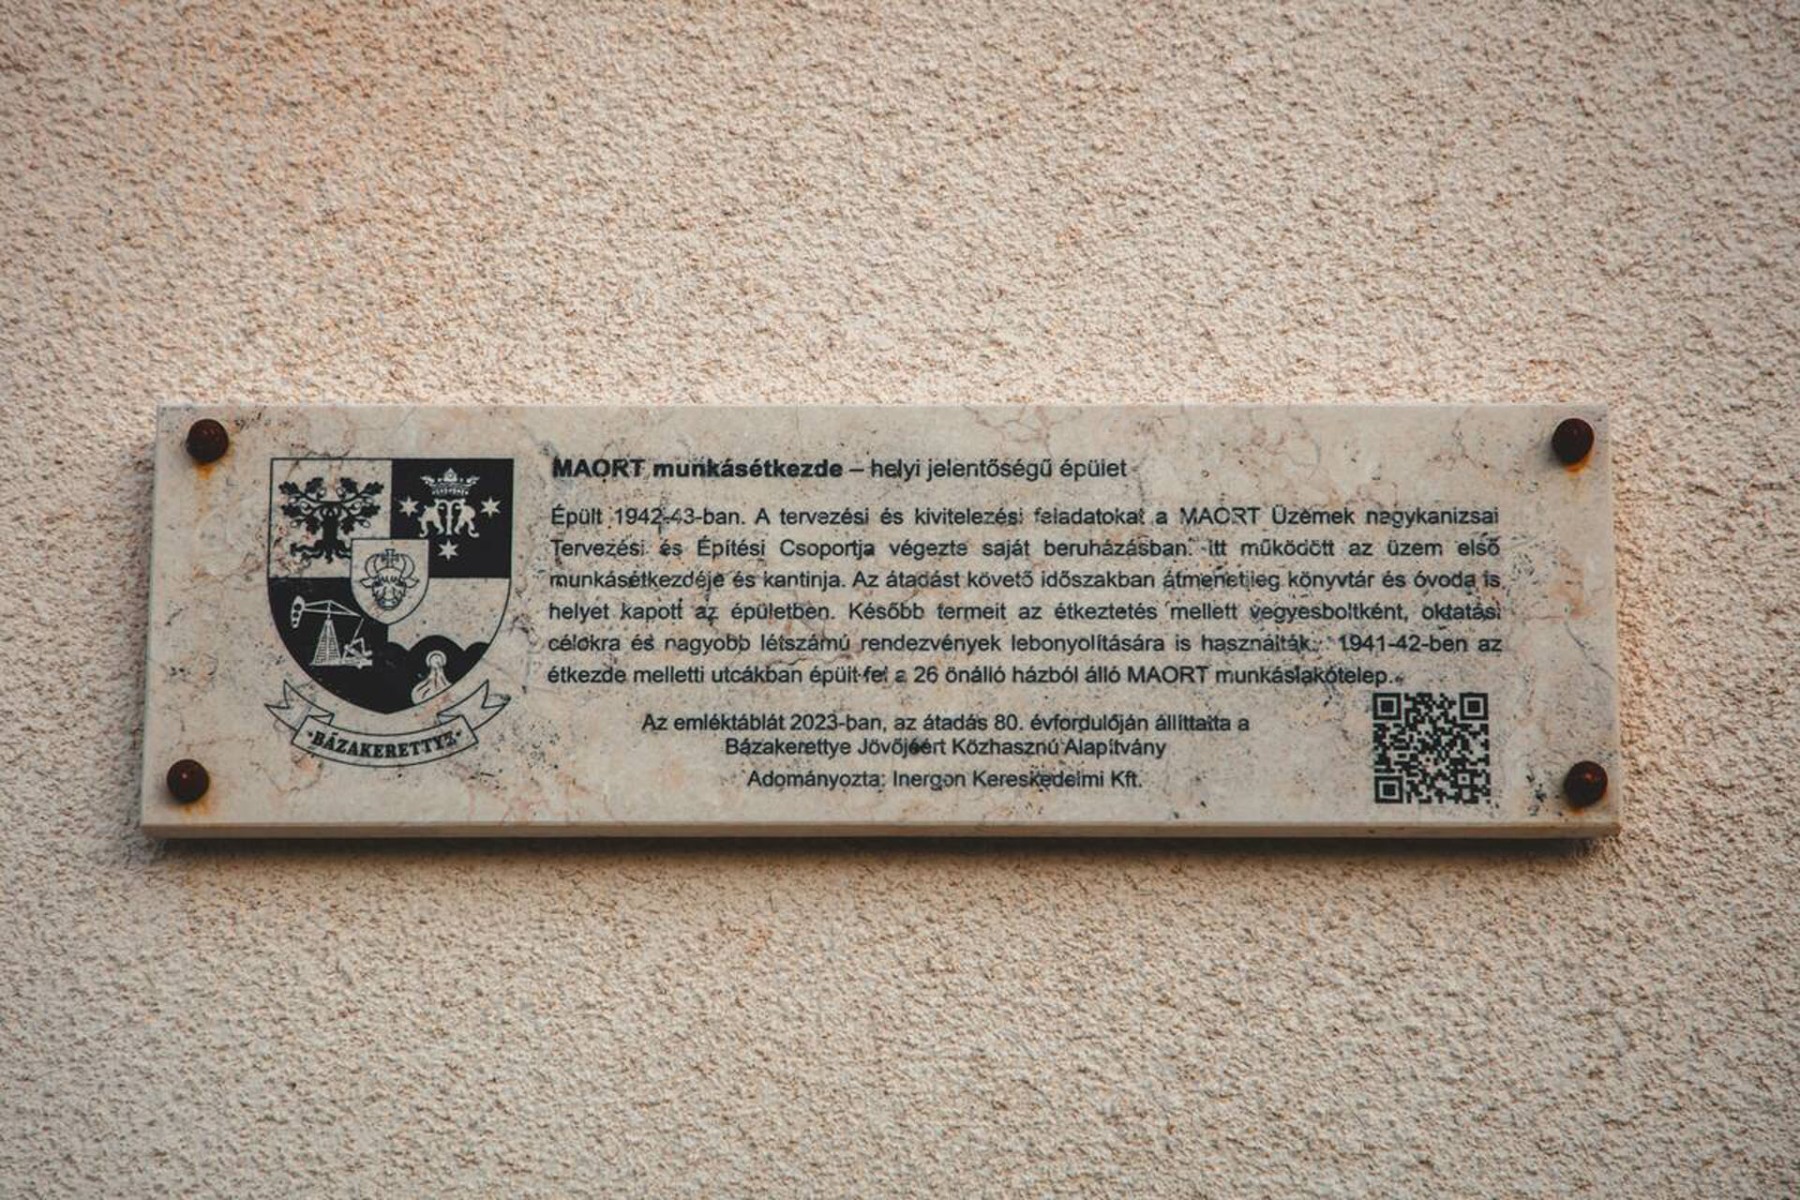 MAORT munkásétkezde – helyi jelentőségű épület
Épült 1942-43-ban. A tervezési és kivitelezési feladatokat a MAORT Üzemek nagykanizsai
Tervezési és Építési Csoportja végezte saját beruházásban. Itt működött az üzem első
munkásétkezdéje és kantinja. Az átadást követő időszakban átmenetileg könyvtár és óvoda is
helyet kapott az épületben. Később termeit az étkeztetés mellett vegyesboltként, oktatási
célokra és nagyobb létszámú rendezvények lebonyolítására is használták. 1941-42-ben az
étkezde melletti utcákban épült fel a 26 önálló házból álló MAORT munkáslakótelep.
Az emléktáblát 2023-ban, az átadás 80. évfordulóján állíttatta a
Bázakerettye Jövőjéért Közhasznú Alapítvány
Adományozta: Inergon Kereskedelmi Kft.
·BÁZAKERETTYE·